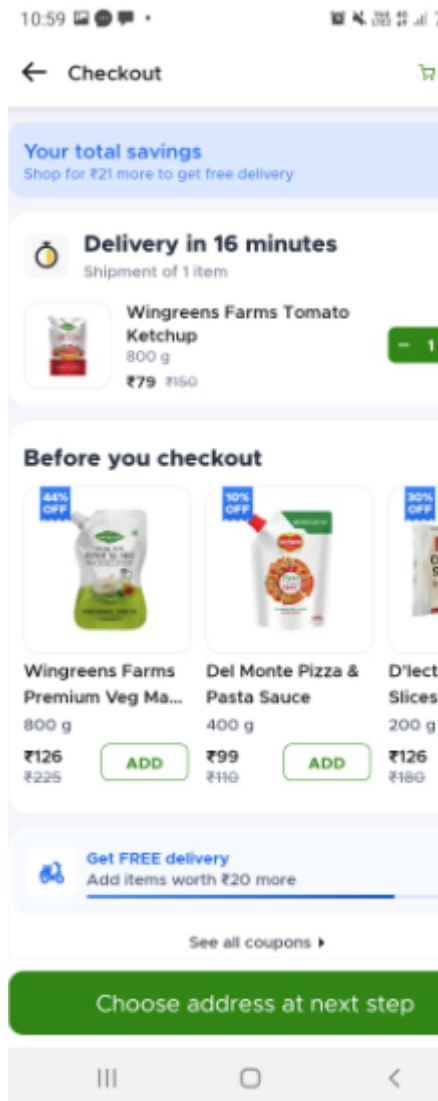 10:59
Checkout
Your total savings
Shop for ₹21 more to get free delivery
Delivery in 16 minutes
Shipment of 1 item
Wingreens Farms Tomato
Ketchup
800 g
₹79 ₹150
- 1
Before you checkout
44%
OFF
10%
OFF
30%
OFF
Wingreens Farms
Premium Veg Ma...
800 g
₹126
₹225
ADD
Del Monte Pizza &
Pasta Sauce
400 g
₹99
₹110
ADD
D'lect
Slices
200 g
₹126
₹180
Get FREE delivery
Add items worth ₹20 more
See all coupons
Choose address at next step